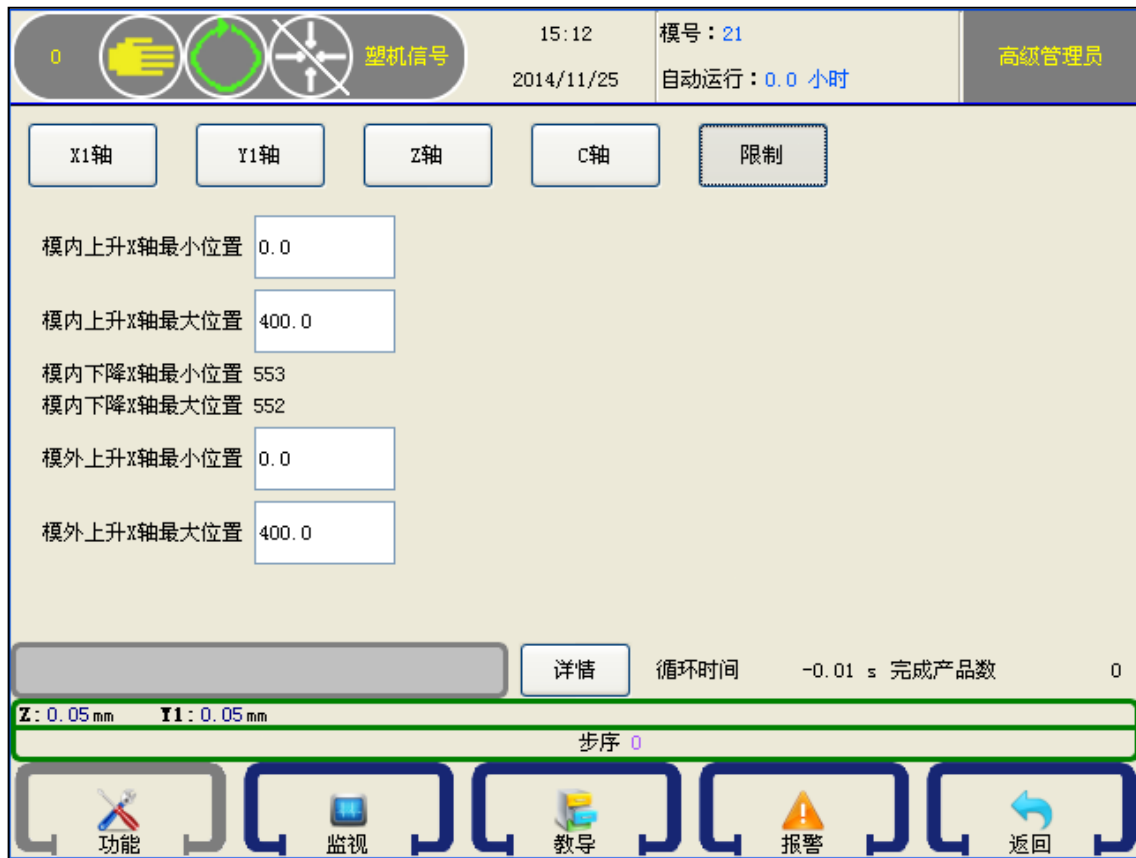 0 塑机信号 15:12 模号：21 高级管理员
2014/11/25 自动运行：0.0 小时
X1轴 Y1轴 Z轴 C轴 限制
模内上升X轴最小位置 0.0
模内上升X轴最大位置 400.0
模内下降X轴最小位置 553
模内下降X轴最大位置 552
模外上升X轴最小位置 0.0
模外上升X轴最大位置 400.0
详情 循环时间 -0.01 s 完成产品数 0
Z:0.05mm Y1:0.05mm
步序 0
功能 监视 教导 报警 返回